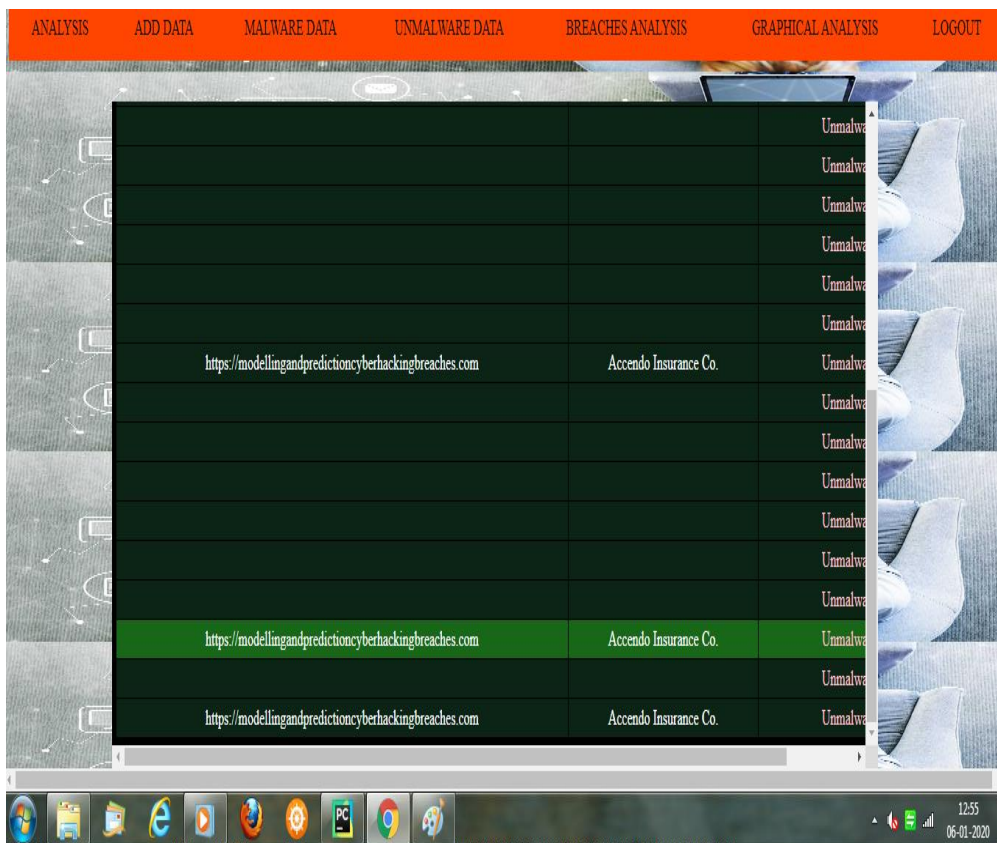 ANALYSIS ADD DATA MALWARE DATA UNMALWARE DATA BREACHES ANALYSIS GRAPHICAL ANALYSIS LOGOUT
Unmalwa
Unmalwa
Unmalwa
Unmalwa
Unmalwa
Unmalwa
https://modellingandpredictioncyberhackingbreaches.com Accendo Insurance Co. Unmalwa
Unmalwa
Unmalwa
Unmalwa
Unmalwa
Unmalwa
Unmalwa
https://modellingandpredictioncyberhackingbreaches.com Accendo Insurance Co. Unmalwa
Unmalwa
https://modellingandpredictioncyberhackingbreaches.com Accendo Insurance Co. Unmalwa
PC
12:55
06-01-2020